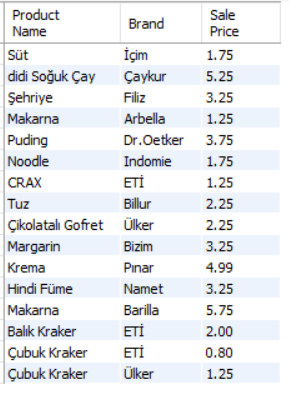 Product Name Brand Sale Price
Süt İçim 1.75
didi Soğuk Çay Çaykur 5.25
Şehriye Filiz 3.25
Makarna Arbella 1.25
Puding Dr.Oetker 3.75
Noodle Indomie 1.75
CRAX ETİ 1.25
Tuz Billur 2.25
Çikolatalı Gofret Ülker 2.25
Margarin Bizim 3.25
Krema Pınar 4.99
Hindi Füme Namet 3.25
Makarna Barilla 5.75
Balık Kraker ETİ 2.00
Çubuk Kraker ETİ 0.80
Çubuk Kraker Ülker 1.25